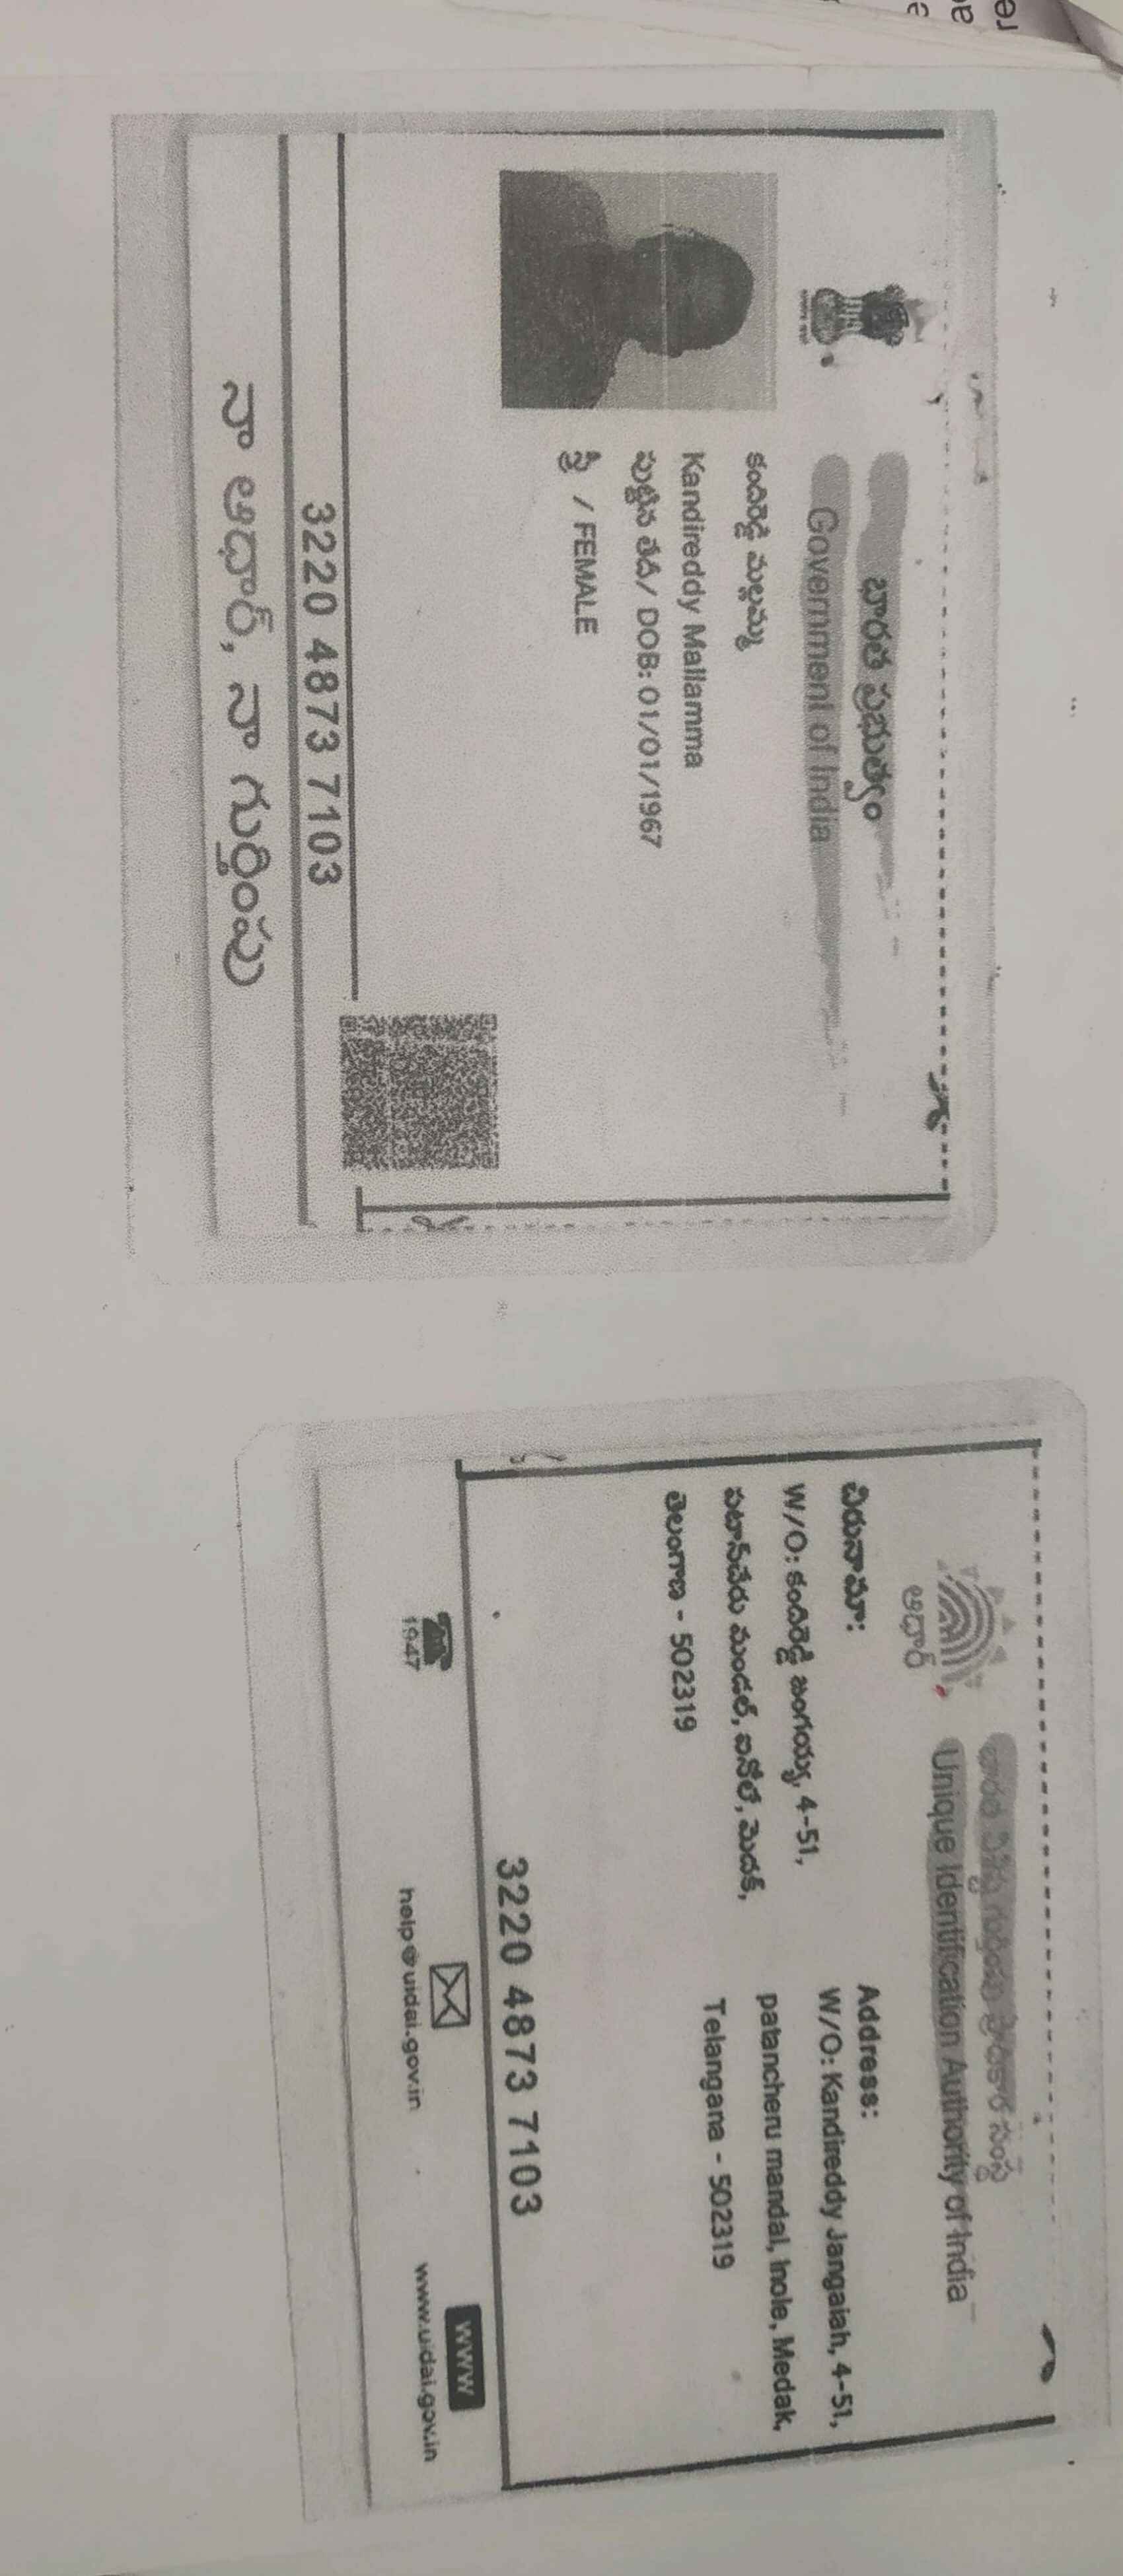 భారత ప్రభుత్వం
Government of India
కందిరెడ్డి మల్లమ్మ
Kandireddy Mallamma
పుట్టిన తేదీ/ DOB: 01/01/1967
స్త్రీ / FEMALE
3220 4873 7103
నా ఆధార్, నా గుర్తింపు
ఆధార్
భారత విశిష్ట గుర్తింపు ప్రాధికార సంస్థ
Unique Identification Authority of India
చిరునామా:
W/O: కందిరెడ్డి జంగయ్య, 4-51,
పటాన్‌చెరు మండల్, ఐనోల్, మెదక్,
తెలంగాణ - 502319
Address:
W/O: Kandireddy Jangaiah, 4-51,
patancheru mandal, Inole, Medak,
Telangana - 502319
3220 4873 7103
1947
help@uidai.gov.in
www
www.uidai.gov.in